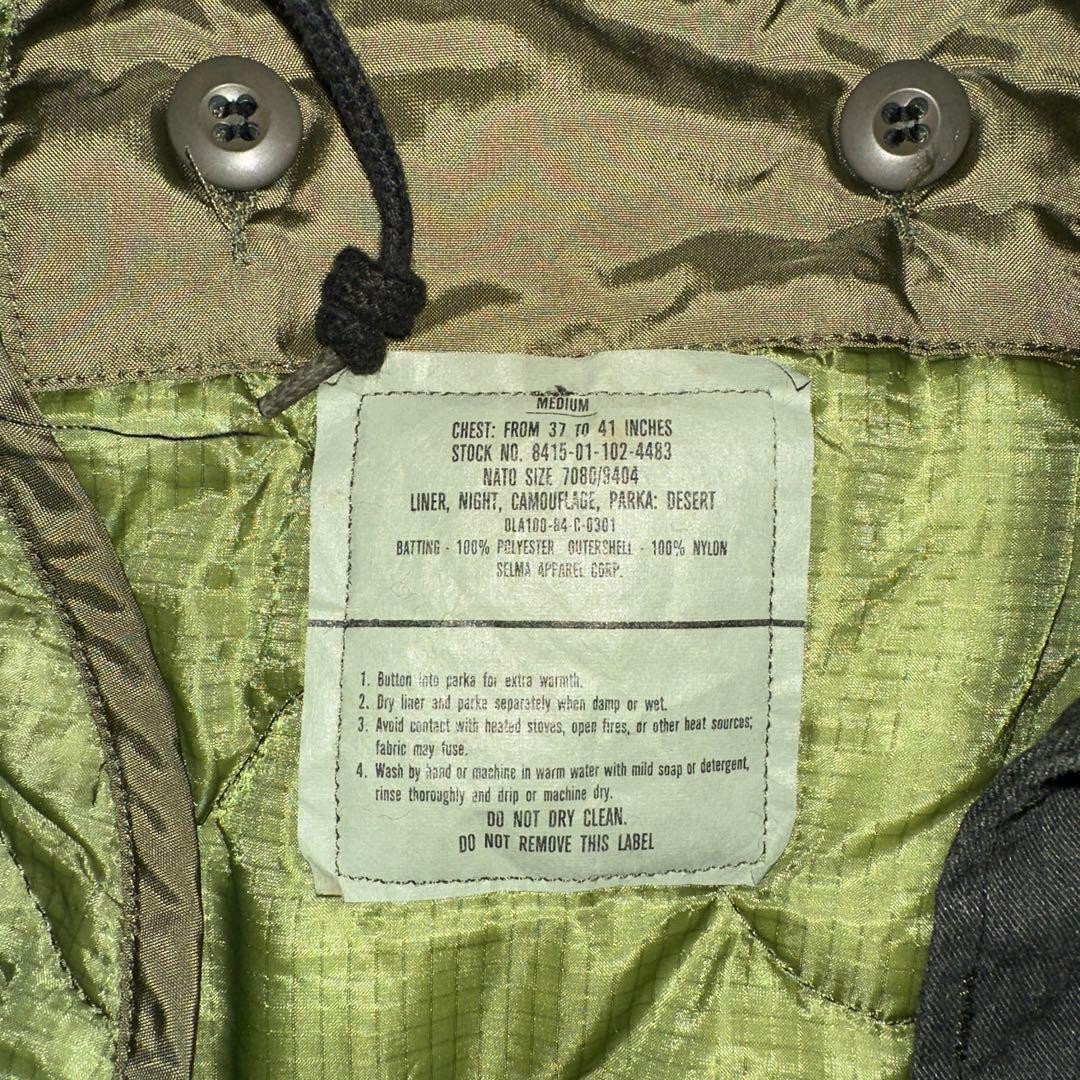 MEDIUM
CHEST: FROM 37 TO 41 INCHES
STOCK NO. 8415-01-102-4483
NATO SIZE 7080/9404
LINER, NIGHT, CAMOUFLAGE, PARKA: DESERT
DLA100-84-C-0301
BATTING - 100% POLYESTER OUTERSHELL - 100% NYLON
SELMA APPAREL CORP.
1. Button into parka for extra warmth.
2. Dry liner and parka separately when damp or wet.
3. Avoid contact with heated stoves, open fires, or other heat sources;
fabric may fuse.
4. Wash by hand or machine in warm water with mild soap or detergent,
rinse thoroughly and drip or machine dry.
DO NOT DRY CLEAN.
DO NOT REMOVE THIS LABEL